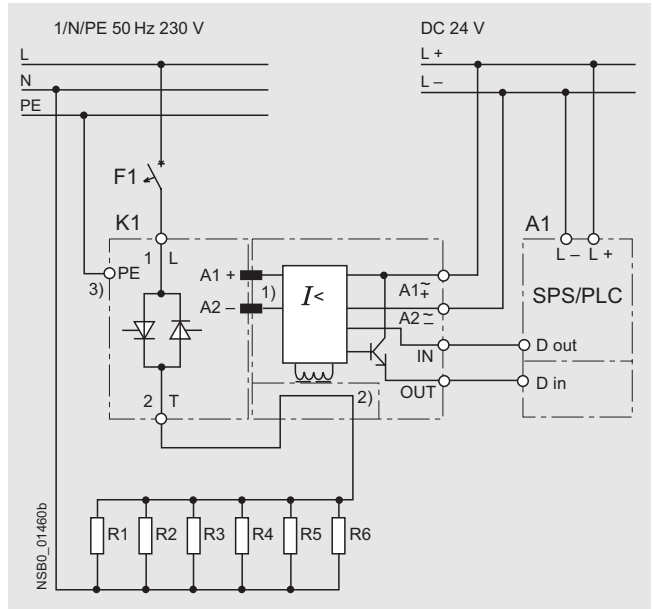 1/N/PE 50 Hz 230 V
DC 24 V
L
N
PE
L +
L –
F1
K1
A1
1 L
PE
3)
A1 +
A2 –
1)
I<
A1 ~ +
A2 ~ –
L – L +
SPS/PLC
IN
D out
OUT
D in
2 T
2)
R1 R2 R3 R4 R5 R6
NSB0_01460b